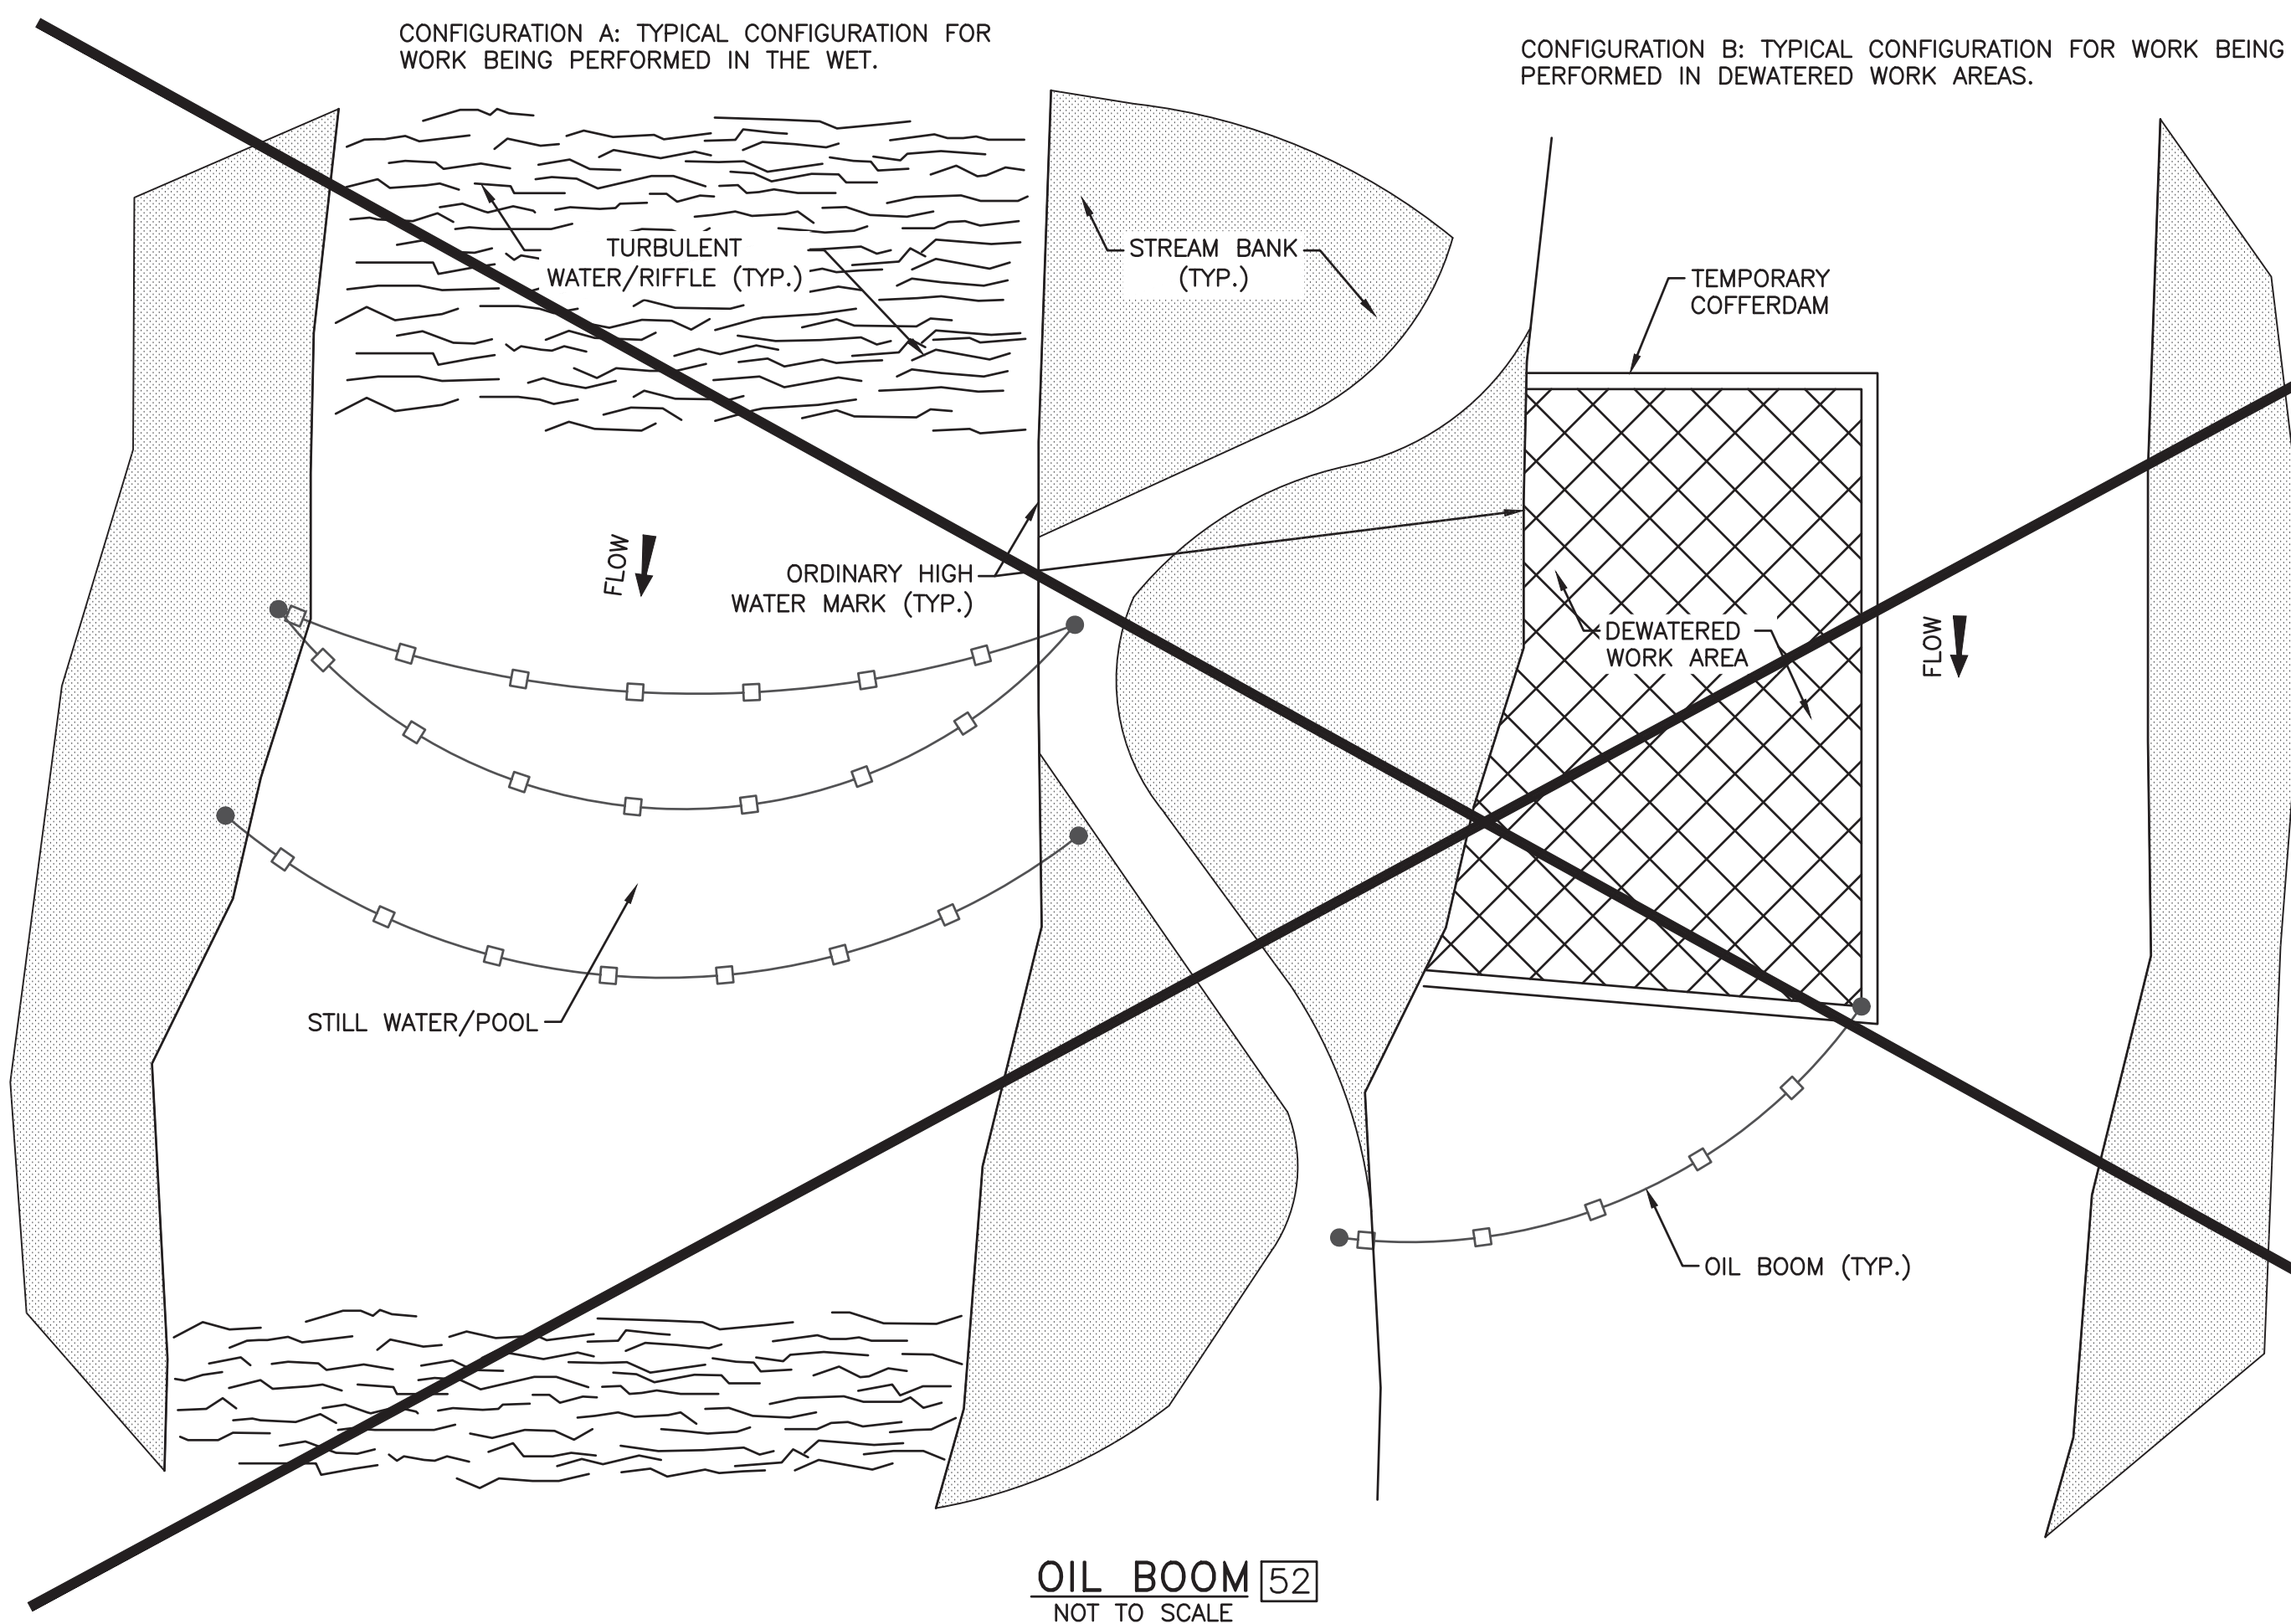 CONFIGURATION A: TYPICAL CONFIGURATION FOR
WORK BEING PERFORMED IN THE WET.
CONFIGURATION B: TYPICAL CONFIGURATION FOR WORK BEING
PERFORMED IN DEWATERED WORK AREAS.
TURBULENT
WATER/RIFFLE (TYP.)
STREAM BANK
(TYP.)
TEMPORARY
COFFERDAM
FLOW
ORDINARY HIGH
WATER MARK (TYP.)
DEWATERED
WORK AREA
FLOW
STILL WATER/POOL
OIL BOOM (TYP.)
OIL BOOM 52
NOT TO SCALE